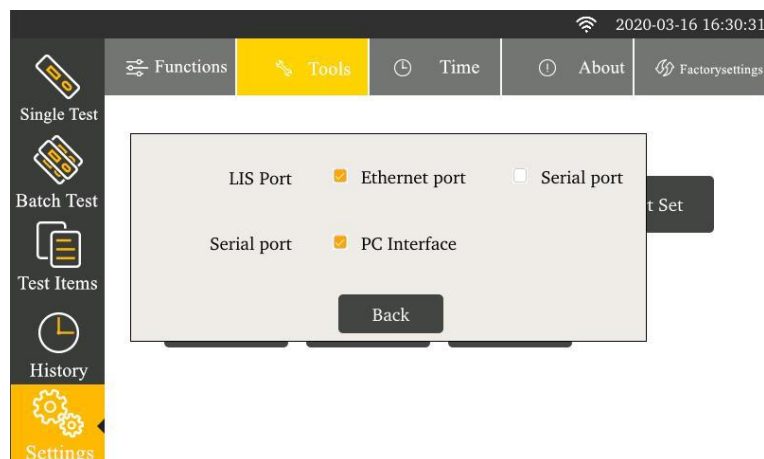 2020-03-16 16:30:31
Functions
Tools
Time
About
Factorysettings
Single Test
Batch Test
Test Items
History
Settings
LIS Port Ethernet port Serial port
Serial port PC Interface
Back
t Set